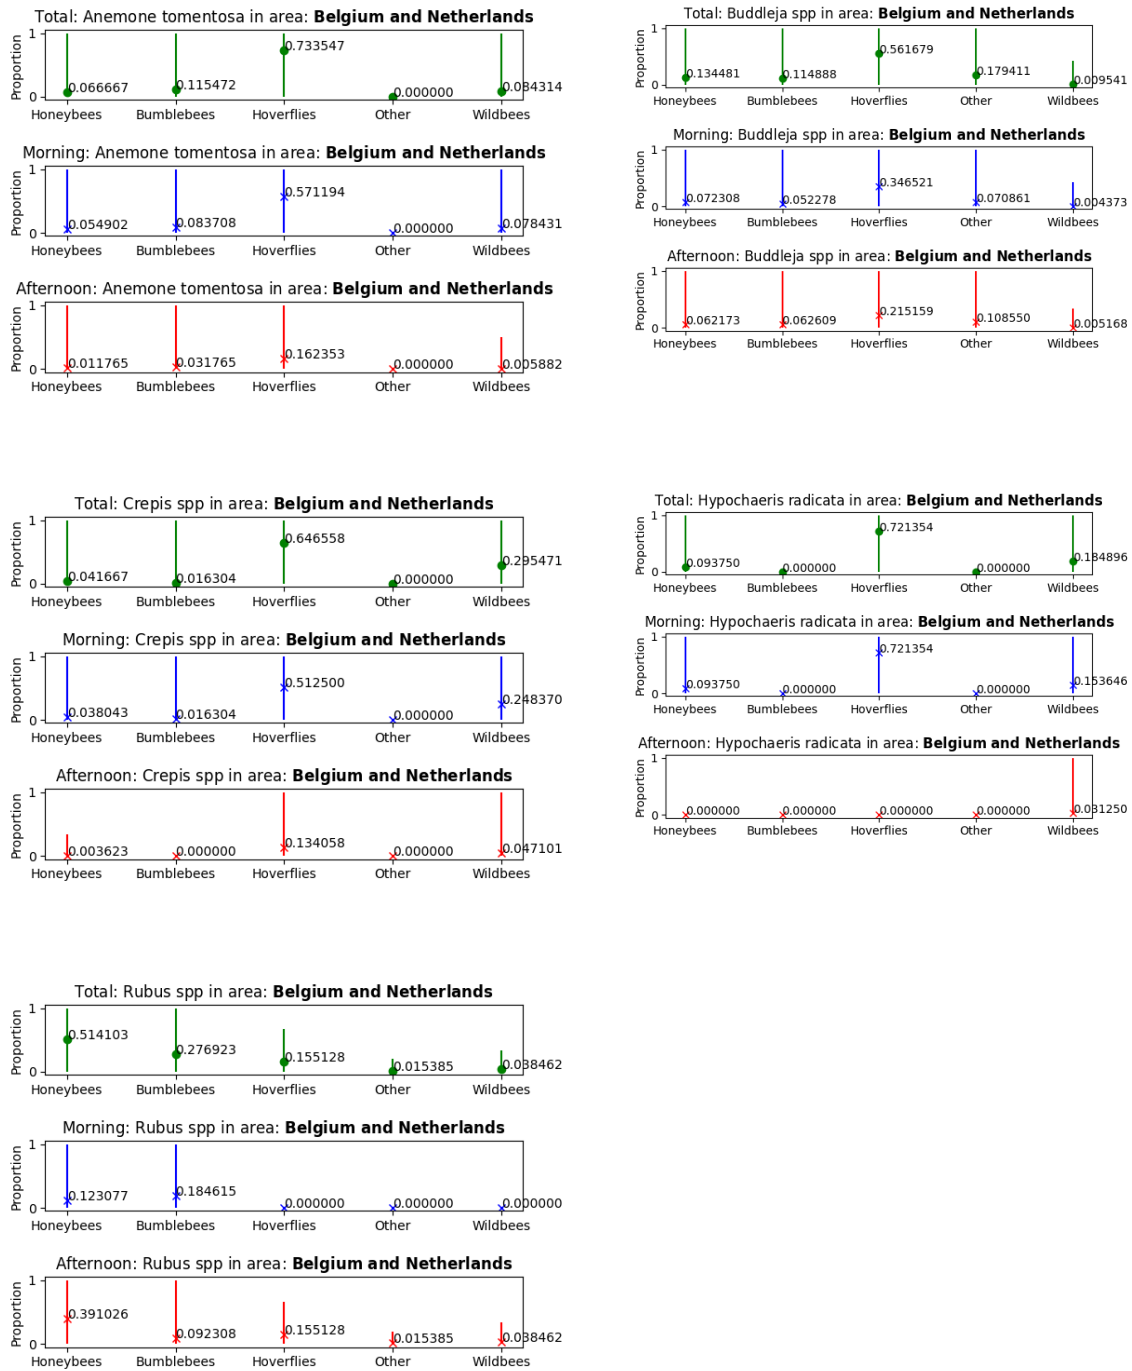 Total: Anemone tomentosa in area: Belgium and Netherlands
Proportion
1
0
0.066667
0.115472
0.733547
0.000000
0.084314
Honeybees Bumblebees Hoverflies Other Wildbees
Morning: Anemone tomentosa in area: Belgium and Netherlands
Proportion
1
0
0.054902
0.083708
0.571194
0.000000
0.078431
Honeybees Bumblebees Hoverflies Other Wildbees
Afternoon: Anemone tomentosa in area: Belgium and Netherlands
Proportion
1
0
0.011765
0.031765
0.162353
0.000000
0.005882
Honeybees Bumblebees Hoverflies Other Wildbees
Total: Buddleja spp in area: Belgium and Netherlands
Proportion
1
0
0.134481
0.114888
0.561679
0.179411
0.009541
Honeybees Bumblebees Hoverflies Other Wildbees
Morning: Buddleja spp in area: Belgium and Netherlands
Proportion
1
0
0.072308
0.052278
0.346521
0.070861
0.004373
Honeybees Bumblebees Hoverflies Other Wildbees
Afternoon: Buddleja spp in area: Belgium and Netherlands
Proportion
1
0
0.062173
0.062609
0.215159
0.108550
0.005168
Honeybees Bumblebees Hoverflies Other Wildbees
Total: Crepis spp in area: Belgium and Netherlands
Proportion
1
0
0.041667
0.016304
0.646558
0.000000
0.295471
Honeybees Bumblebees Hoverflies Other Wildbees
Morning: Crepis spp in area: Belgium and Netherlands
Proportion
1
0
0.038043
0.016304
0.512500
0.000000
0.248370
Honeybees Bumblebees Hoverflies Other Wildbees
Afternoon: Crepis spp in area: Belgium and Netherlands
Proportion
1
0
0.003623
0.000000
0.134058
0.000000
0.047101
Honeybees Bumblebees Hoverflies Other Wildbees
Total: Hypochaeris radicata in area: Belgium and Netherlands
Proportion
1
0
0.093750
0.000000
0.721354
0.000000
0.184896
Honeybees Bumblebees Hoverflies Other Wildbees
Morning: Hypochaeris radicata in area: Belgium and Netherlands
Proportion
1
0
0.093750
0.000000
0.721354
0.000000
0.153646
Honeybees Bumblebees Hoverflies Other Wildbees
Afternoon: Hypochaeris radicata in area: Belgium and Netherlands
Proportion
1
0
0.000000
0.000000
0.000000
0.000000
0.031250
Honeybees Bumblebees Hoverflies Other Wildbees
Total: Rubus spp in area: Belgium and Netherlands
Proportion
1
0
0.514103
0.276923
0.155128
0.015385
0.038462
Honeybees Bumblebees Hoverflies Other Wildbees
Morning: Rubus spp in area: Belgium and Netherlands
Proportion
1
0
0.123077
0.184615
0.000000
0.000000
0.000000
Honeybees Bumblebees Hoverflies Other Wildbees
Afternoon: Rubus spp in area: Belgium and Netherlands
Proportion
1
0
0.391026
0.092308
0.155128
0.015385
0.038462
Honeybees Bumblebees Hoverflies Other Wildbees